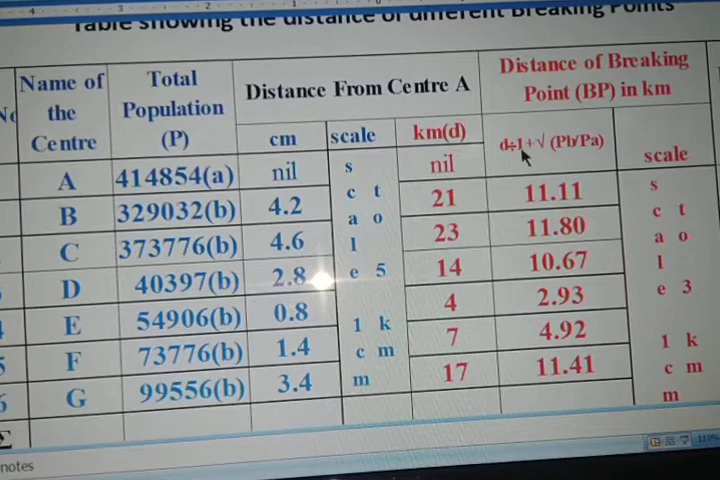 Table showing the distance of different Breaking Points
Name of the Centre
Total Population (P)
Distance From Centre A
Distance of Breaking Point (BP) in km
cm scale km(d) d÷1+√ (Pb/Pa) scale
A 414854(a) nil nil
B 329032(b) 4.2 21 11.11
C 373776(b) 4.6 23 11.80
D 40397(b) 2.8 14 10.67
E 54906(b) 0.8 4 2.93
F 73776(b) 1.4 7 4.92
G 99556(b) 3.4 17 11.41
s
c t
a o
l
e 5
1 k
c m
m
s
c t
a o
l
e 3
1 k
c m
m
Σ
notes